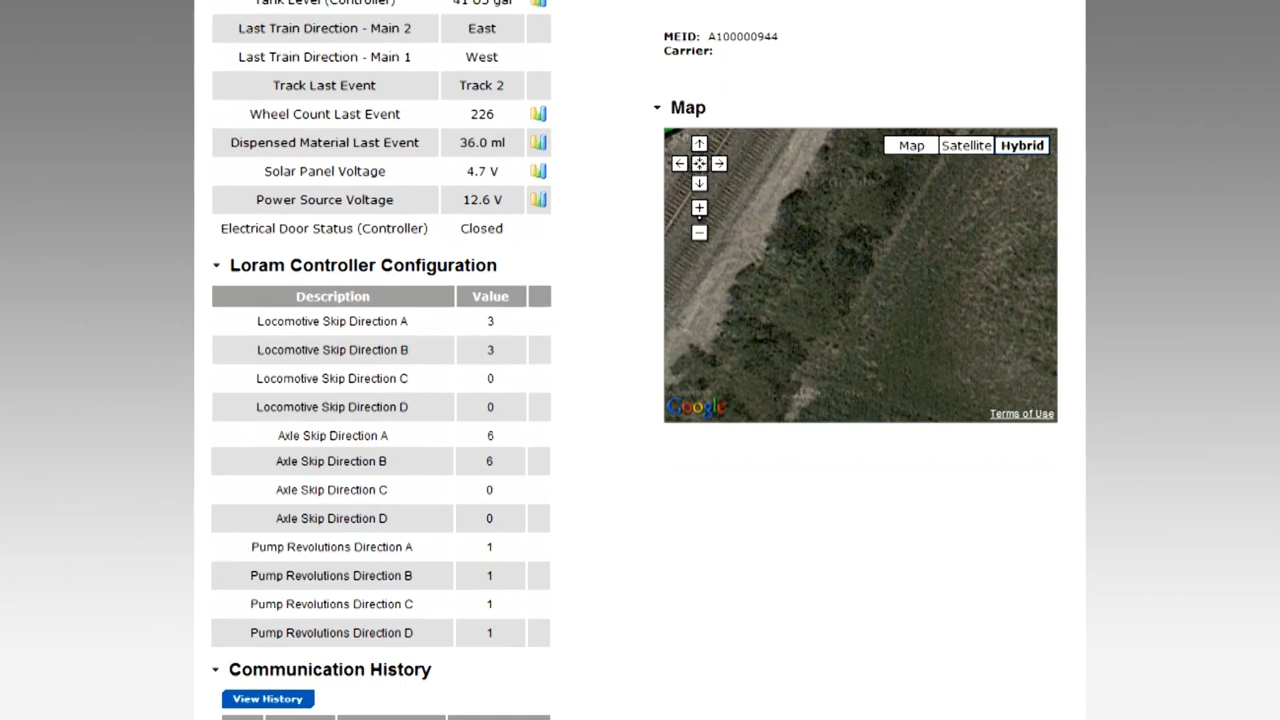 Last Train Direction - Main 2 East
Last Train Direction - Main 1 West
Track Last Event Track 2
Wheel Count Last Event 226
Dispensed Material Last Event 36.0 ml
Solar Panel Voltage 4.7 V
Power Source Voltage 12.6 V
Electrical Door Status (Controller) Closed
Loram Controller Configuration
Description Value
Locomotive Skip Direction A 3
Locomotive Skip Direction B 3
Locomotive Skip Direction C 0
Locomotive Skip Direction D 0
Axle Skip Direction A 6
Axle Skip Direction B 6
Axle Skip Direction C 0
Axle Skip Direction D 0
Pump Revolutions Direction A 1
Pump Revolutions Direction B 1
Pump Revolutions Direction C 1
Pump Revolutions Direction D 1
Communication History
View History
MEID: A100000944
Carrier:
Map
Map Satellite Hybrid
Google
Terms of Use